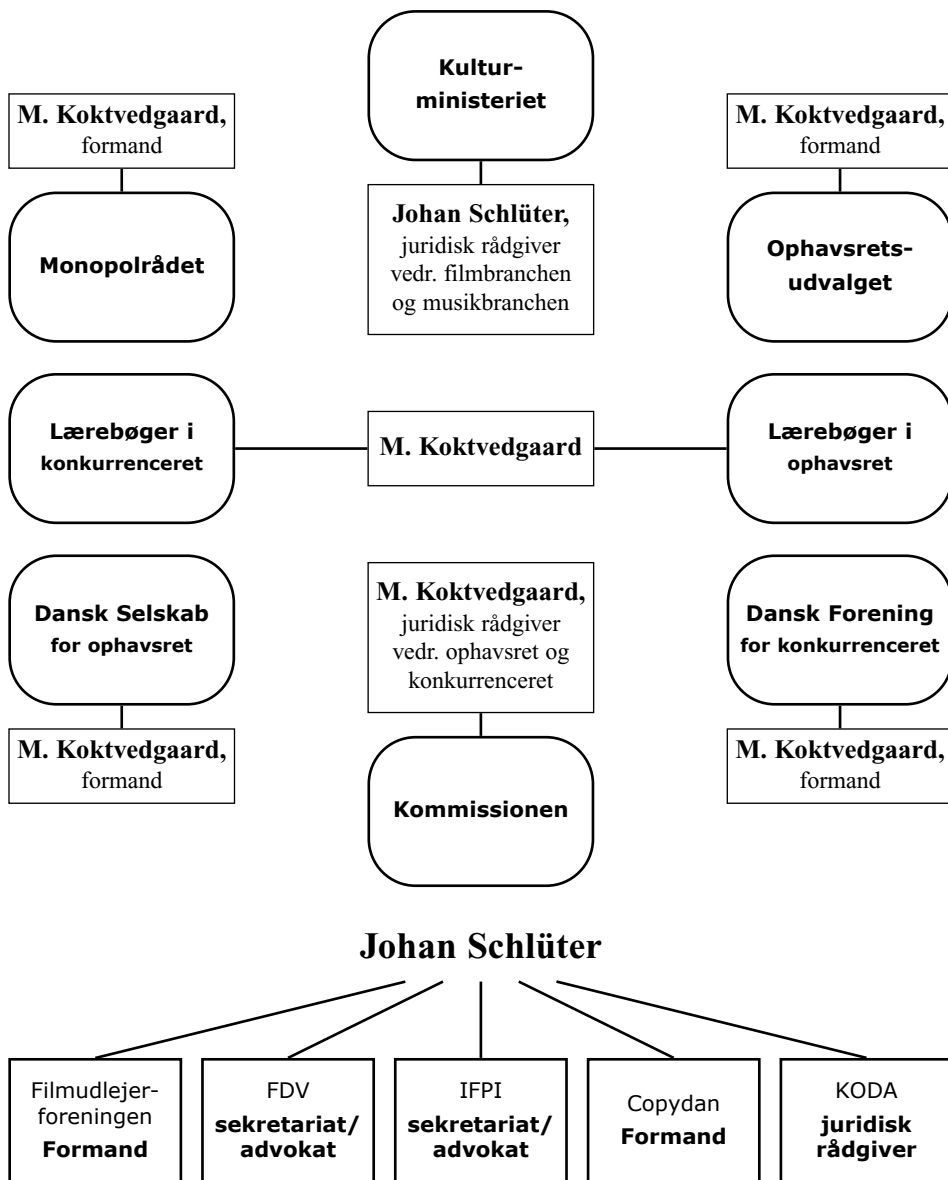 Kultur-
ministeriet
M. Koktvedgaard,
formand
M. Koktvedgaard,
formand
Monopolrådet
Johan Schlüter,
juridisk rådgiver
vedr. filmbranchen
og musikbranchen
Ophavsrets-
udvalget
Lærebøger i
konkurrenceret
M. Koktvedgaard
Lærebøger i
ophavsret
Dansk Selskab
for ophavsret
M. Koktvedgaard,
juridisk rådgiver
vedr. ophavsret og
konkurrenceret
Dansk Forening
for konkurrenceret
M. Koktvedgaard,
formand
Kommissionen
M. Koktvedgaard,
formand
Johan Schlüter
Filmudlejer-
foreningen
Formand
FDV
sekretariat/
advokat
IFPI
sekretariat/
advokat
Copydan
Formand
KODA
juridisk
rådgiver